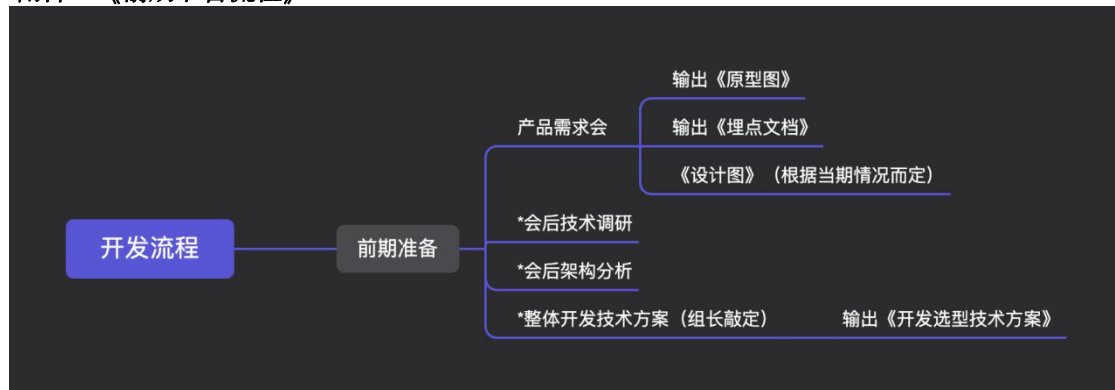 输出《原型图》
产品需求会
输出《埋点文档》
《设计图》（根据当期情况而定）
*会后技术调研
开发流程
前期准备
*会后架构分析
*整体开发技术方案（组长敲定）
输出《开发选型技术方案》